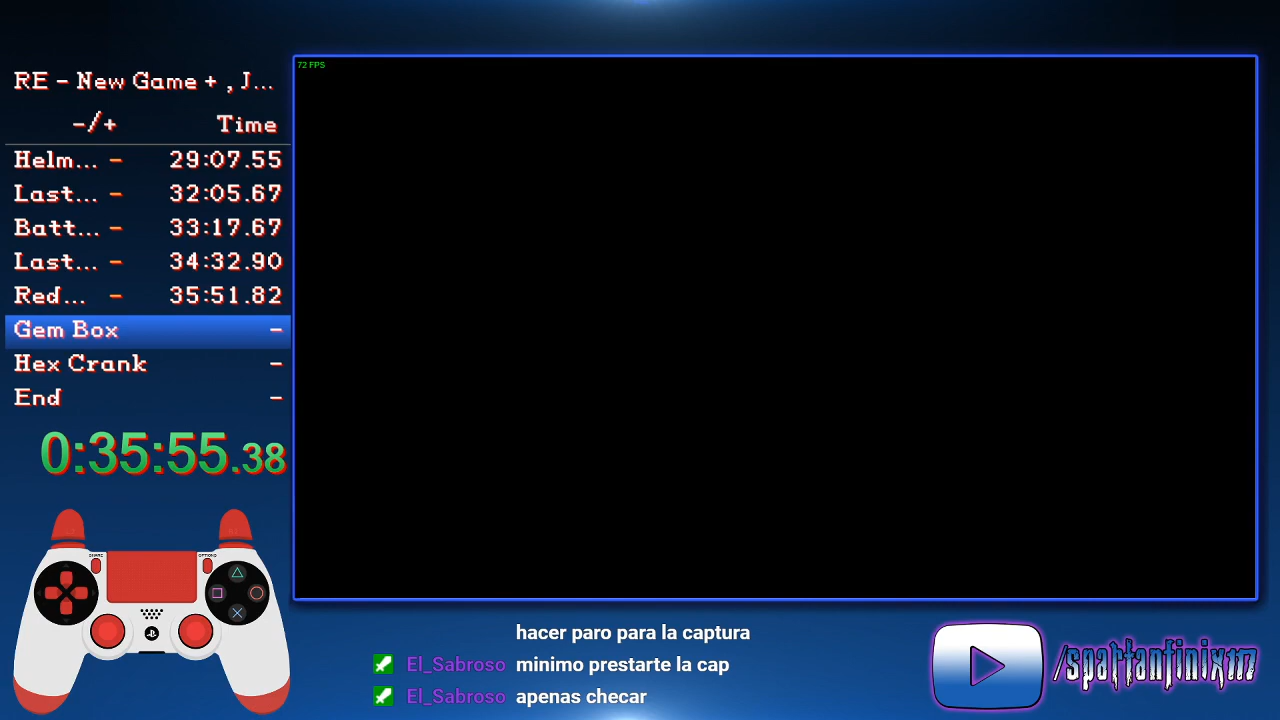 RE - New Game + , J...
-/+ Time
Helm... - 29:07.55
Last... - 32:05.67
Batt... - 33:17.67
Last... - 34:32.90
Red... - 35:51.82
Gem Box -
Hex Crank -
End -
0:35:55.38
SHARE OPTIONS
72 FPS
hacer paro para la captura
El_Sabroso minimo prestarte la cap
El_Sabroso apenas checar
/spartanfinix117